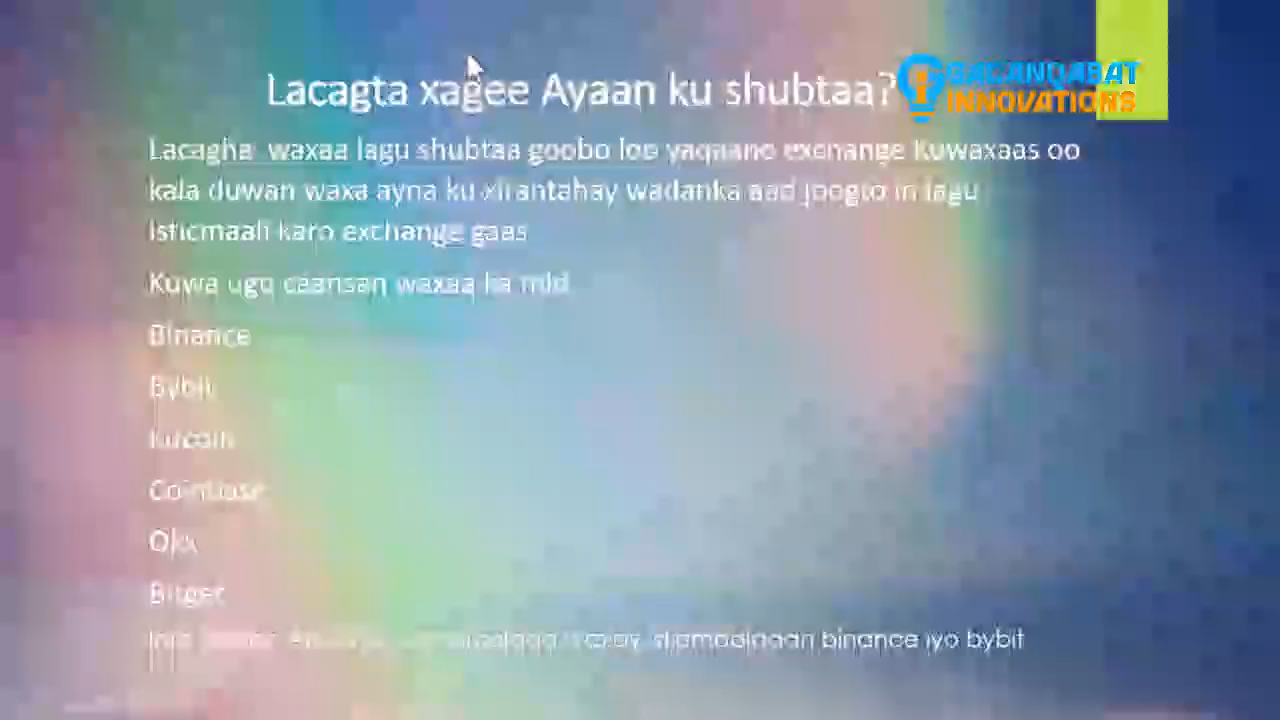 Lacagta xagee Ayaan ku shubtaa?
GACANDABAT
INNOVATIONS
Lacagha waxaa lagu shubtaa goobo loo yaqaano exchange Kuwaxaas oo
kala duwan waxa ayna ku xirantahay wadanka aad joogto in lagu
isticmaali karo exchange gaas
Kuwa ugu caansan waxaa ka mid
Binance
Bybit
Kucoin
Coinbase
Okx
Bitget
binance iyo bybit